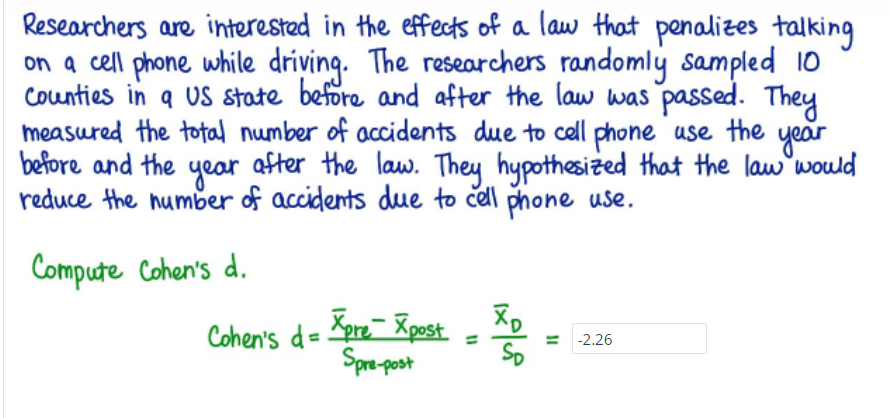 Researchers are interested in the effects of a law that penalizes talking
on a cell phone while driving. The researchers randomly sampled 10
Counties in a US state before and after the law was passed. They
measured the total number of accidents due to cell phone use the year
before and the year after the law. They hypothesized that the law would
reduce the number of accidents due to cell phone use.
Compute Cohen's d.
Cohen's d = (X̄pre - X̄post) / Spre-post = X̄D / SD = -2.26